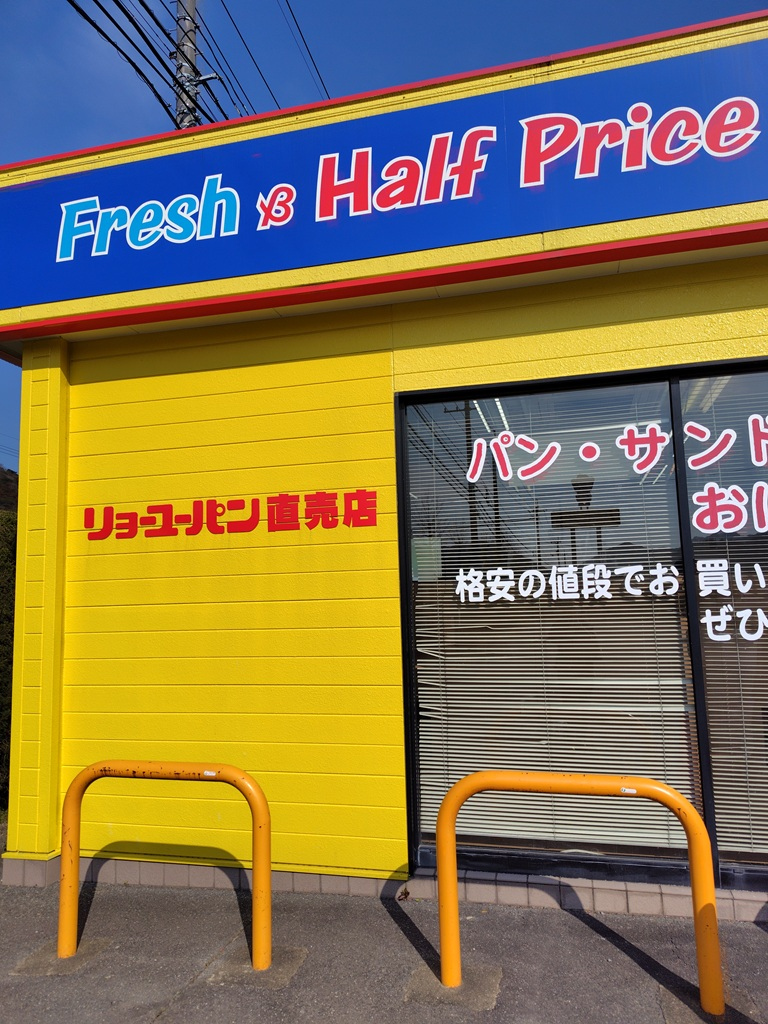 Fresh & Half Price
リョーユーパン直売店
パン・サンド
お
格安の値段でお買い
ぜひ